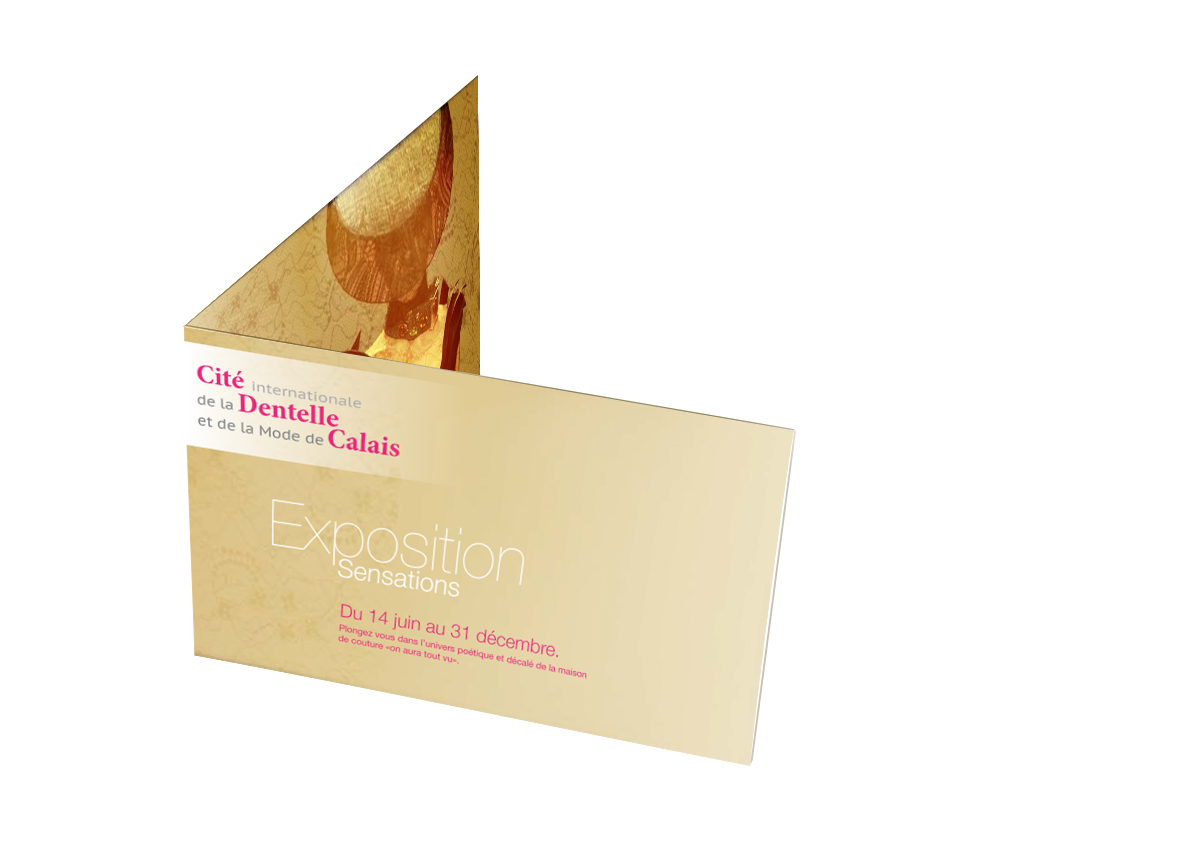 Cité internationale
de la Dentelle
et de la Mode de Calais
Exposition
Sensations
Du 14 juin au 31 décembre.
Plongez vous dans l'univers poétique et décalé de la maison
de couture «on aura tout vu».